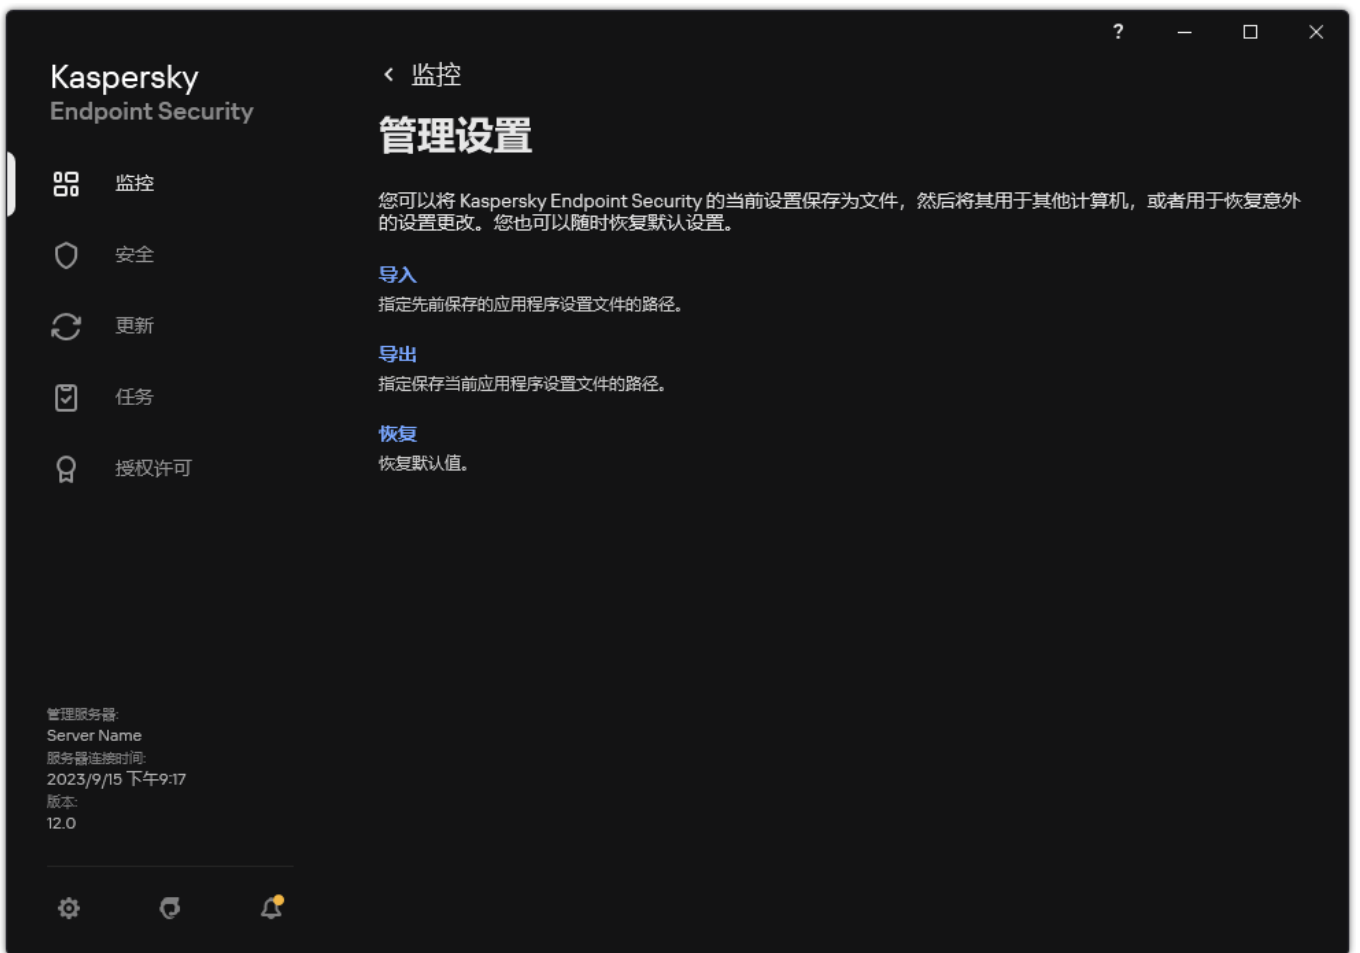 ?
Kaspersky
Endpoint Security
监控
安全
更新
任务
授权许可
管理服务器:
Server Name
服务器连接时间:
2023/9/15 下午9:17
版本:
12.0
监控
管理设置
您可以将 Kaspersky Endpoint Security 的当前设置保存为文件，然后将其用于其他计算机，或者用于恢复意外
的设置更改。您也可以随时恢复默认设置。
导入
指定先前保存的应用程序设置文件的路径。
导出
指定保存当前应用程序设置文件的路径。
恢复
恢复默认值。